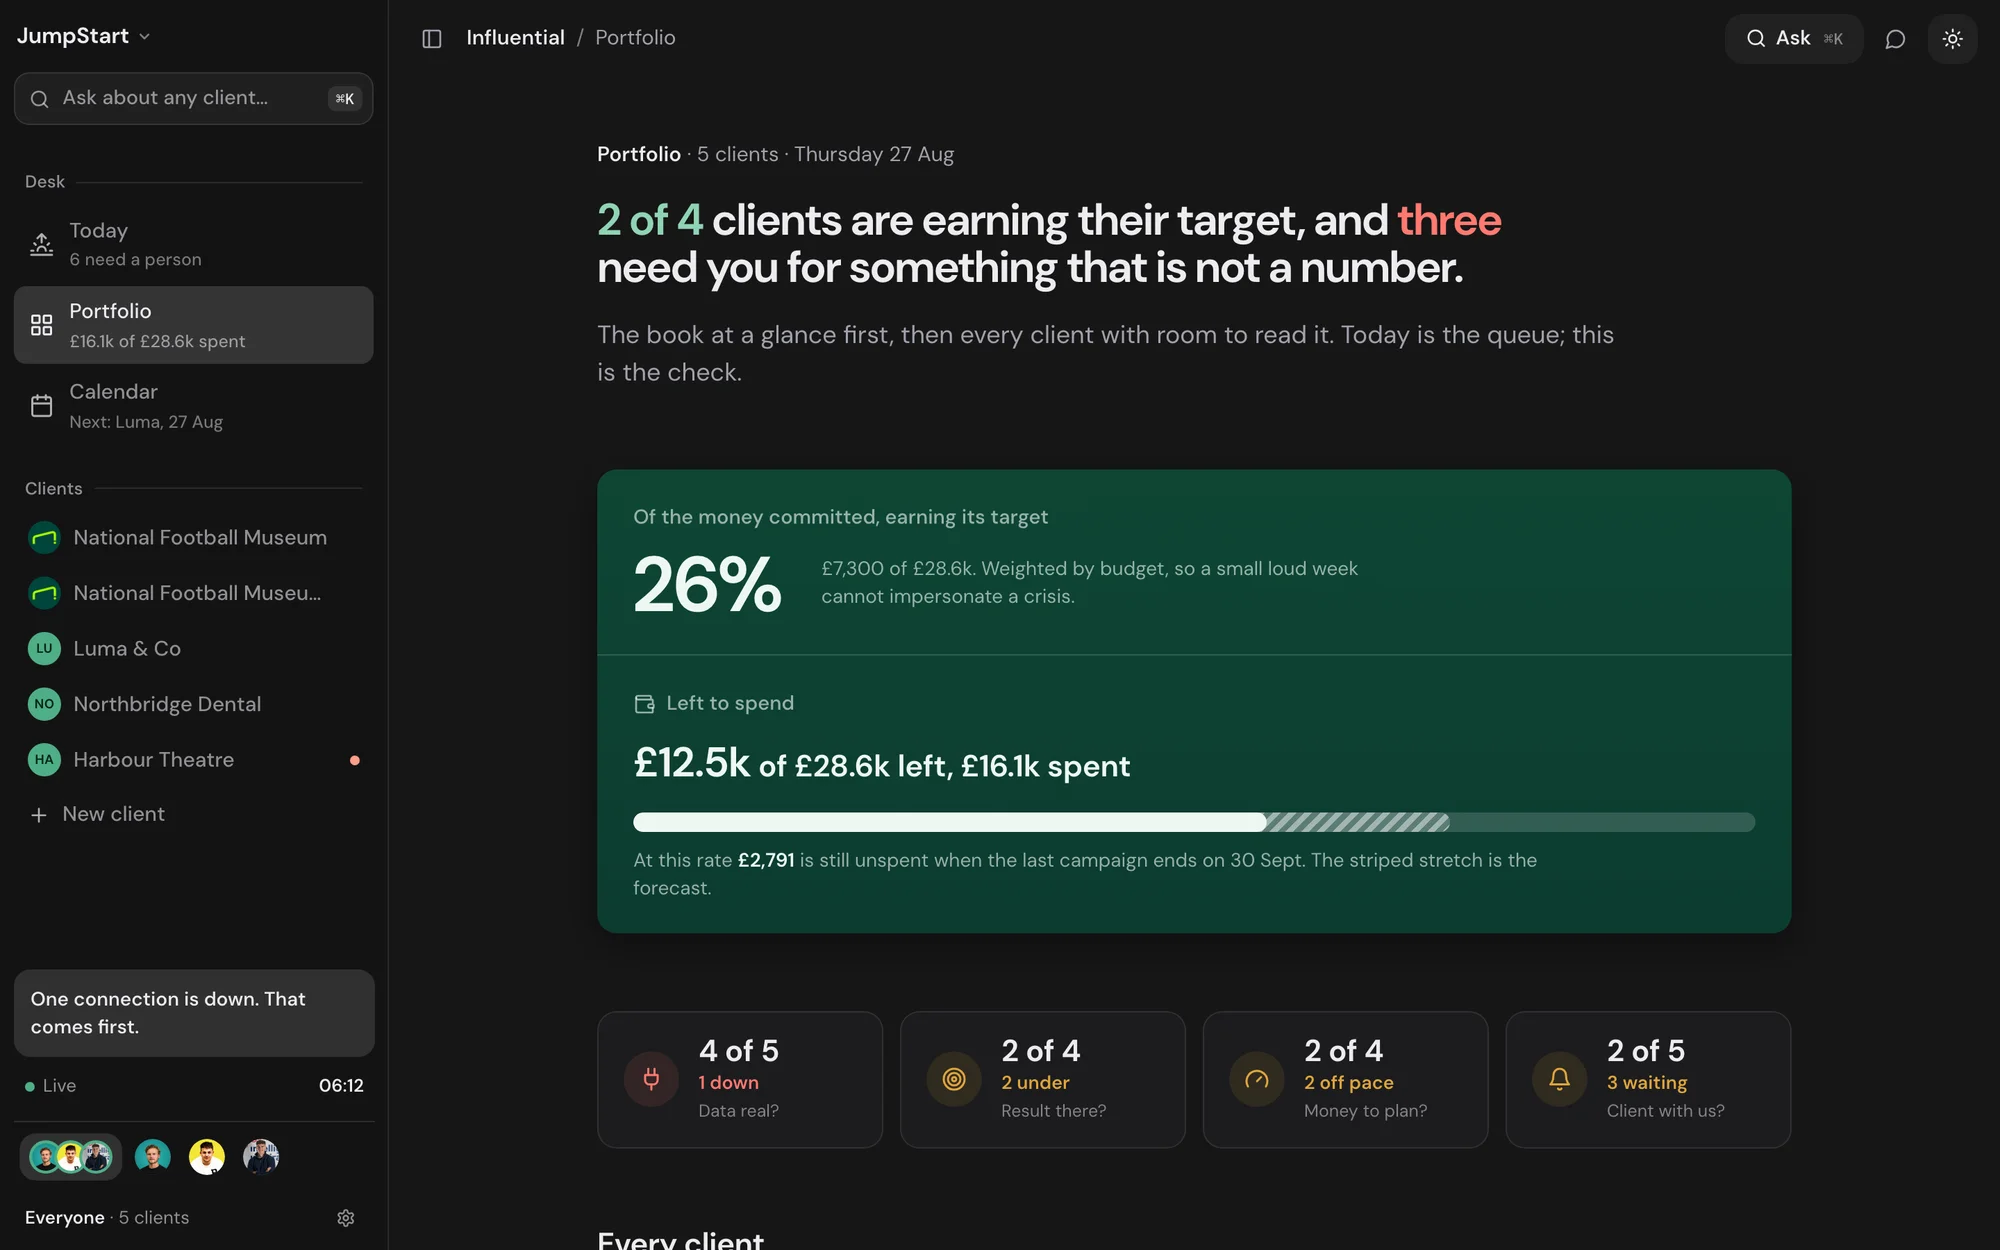 JumpStart
Ask about any client...
⌘K
Desk
Today
6 need a person
Portfolio
£16.1k of £28.6k spent
Calendar
Next: Luma, 27 Aug
Clients
National Football Museum
National Football Museu...
LU
Luma & Co
NO
Northbridge Dental
HA
Harbour Theatre
New client
One connection is down. That
comes first.
Live
06:12
Everyone · 5 clients
Influential / Portfolio
Ask ⌘K
Portfolio · 5 clients · Thursday 27 Aug
2 of 4 clients are earning their target, and three
need you for something that is not a number.
The book at a glance first, then every client with room to read it. Today is the queue; this
is the check.
Of the money committed, earning its target
26%
£7,300 of £28.6k. Weighted by budget, so a small loud week
cannot impersonate a crisis.
Left to spend
£12.5k of £28.6k left, £16.1k spent
At this rate £2,791 is still unspent when the last campaign ends on 30 Sept. The striped stretch is the
forecast.
4 of 5
1 down
Data real?
2 of 4
2 under
Result there?
2 of 4
2 off pace
Money to plan?
2 of 5
3 waiting
Client with us?
Every client